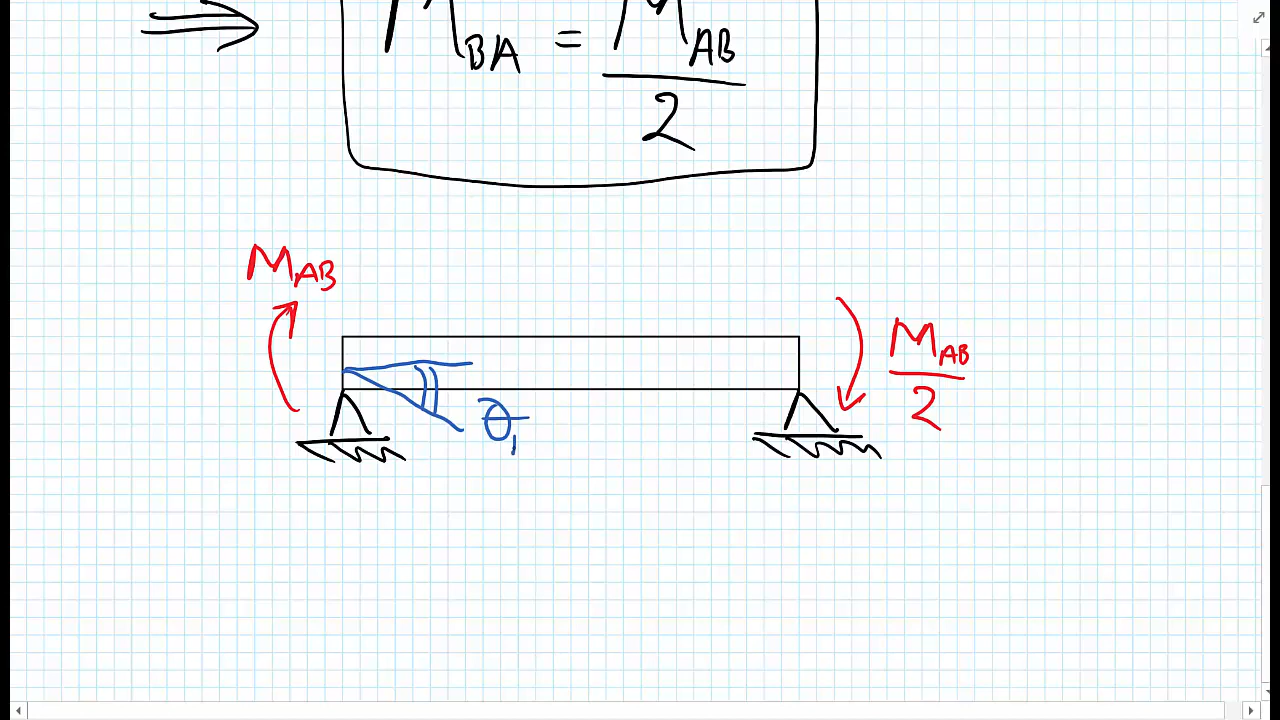 M_BA = M_AB / 2
M_AB
M_AB / 2
θ₁